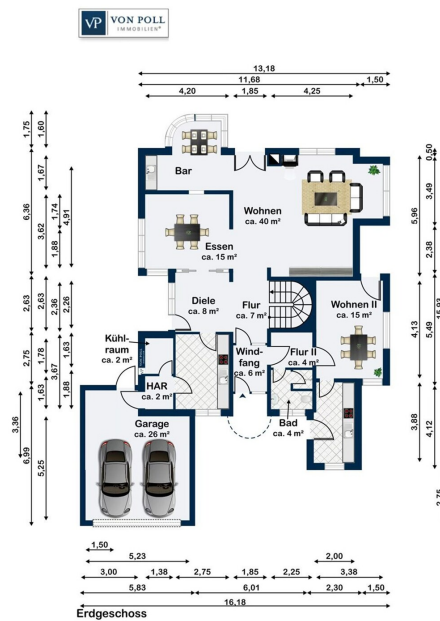 VP VON POLL
IMMOBILIEN®
13,18
11,68 1,50
4,20 1,85 4,25
1,75 1,60
1,67
6,36 3,62 1,74 4,91
1,88
2,63 2,63 2,36 2,26
2,75 1,78 3,67 1,63
1,63 1,88
3,36
6,99 5,25
0,50
5,96 3,49
2,38
15,93
4,13 5,49
3,88 4,12
2,75
Bar
Wohnen
ca. 40 m²
Essen
ca. 15 m²
Diele
ca. 8 m²
Flur
ca. 7 m²
Wohnen II
ca. 15 m²
Kühl-
raum
ca. 2 m²
Wind-
fang
ca. 6 m²
Flur II
ca. 4 m²
HAR
ca. 2 m²
Bad
ca. 4 m²
Garage
ca. 26 m²
1,50
5,23 2,00
3,00 1,38 2,75 1,85 2,25 3,38
5,83 6,01 2,30 1,50
16,18
Erdgeschoss